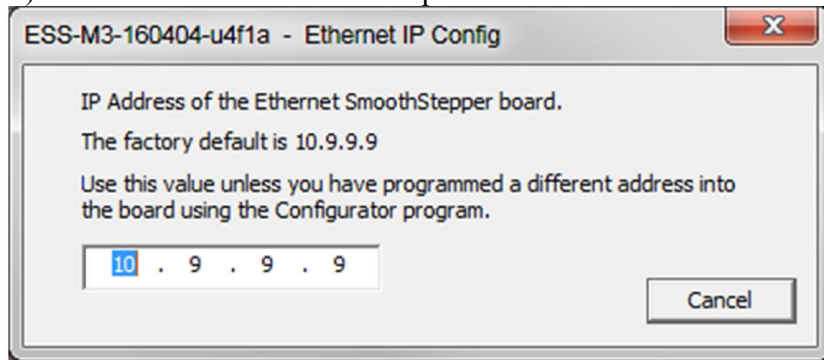 ESS-M3-160404-u4f1a - Ethernet IP Config
IP Address of the Ethernet SmoothStepper board.
The factory default is 10.9.9.9
Use this value unless you have programmed a different address into
the board using the Configurator program.
10 . 9 . 9 . 9
Cancel